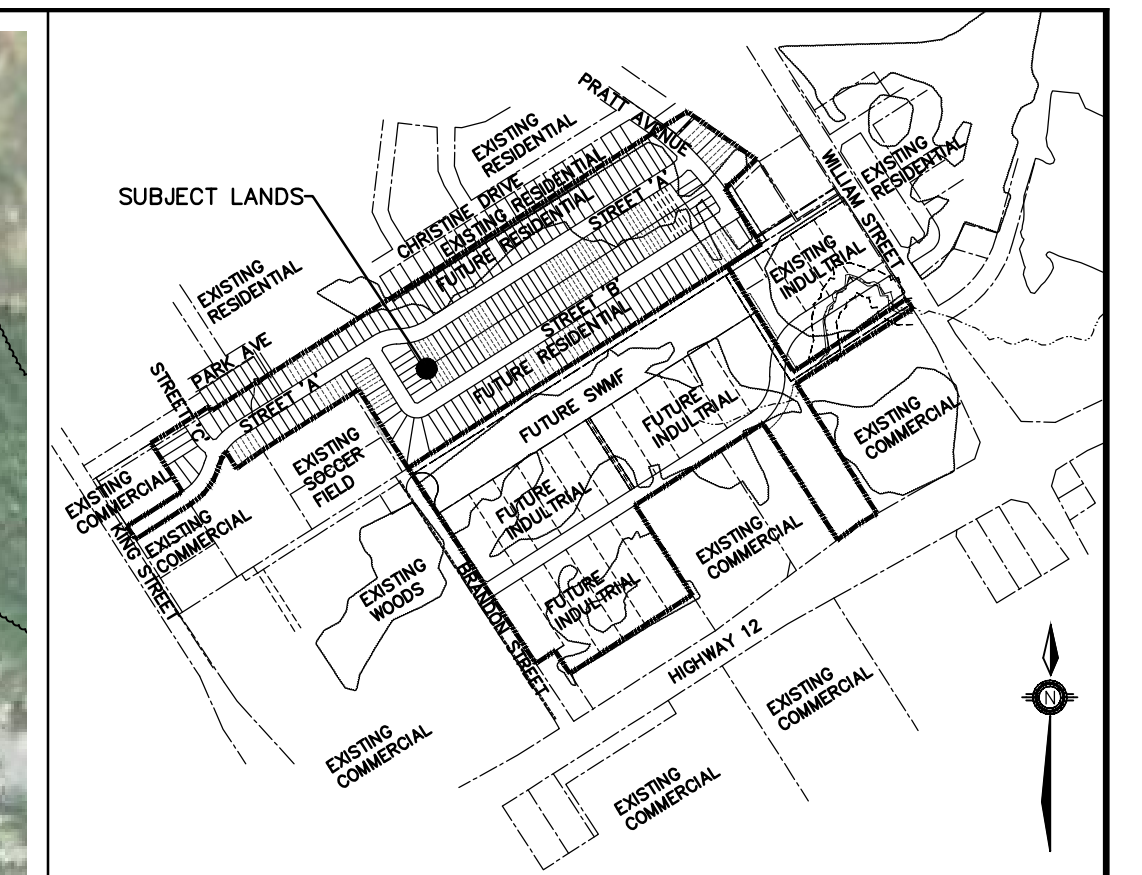 PRATT AVENUE
EXISTING
RESIDENTIAL
WILLIAM STREET
EXISTING
RESIDENTIAL
SUBJECT LANDS
CHRISTINE DRIVE
EXISTING RESIDENTIAL
FUTURE RESIDENTIAL
STREET 'A'
EXISTING
RESIDENTIAL
EXISTING
INDULTRIAL
STREET 'B'
FUTURE RESIDENTIAL
PARK AVE
STREET 'C'
STREET 'A'
FUTURE SWMF
FUTURE
INDULTRIAL
EXISTING
COMMERCIAL
EXISTING
SOCCER
FIELD
EXISTING
COMMERCIAL
KING STREET
EXISTING
COMMERCIAL
FUTURE
INDULTRIAL
EXISTING
COMMERCIAL
EXISTING
WOODS
BRANDON STREET
FUTURE
INDULTRIAL
HIGHWAY 12
EXISTING
COMMERCIAL
EXISTING
COMMERCIAL
EXISTING
COMMERCIAL
N